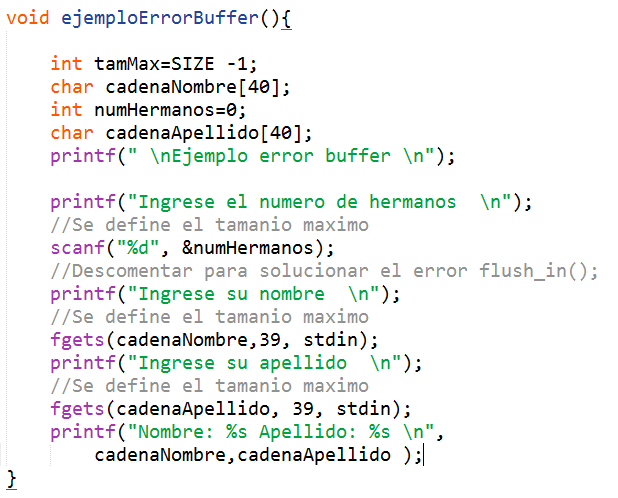 void ejemploErrorBuffer(){
int tamMax=SIZE -1;
char cadenaNombre[40];
int numHermanos=0;
char cadenaApellido[40];
printf(" \nEjemplo error buffer \n");
printf("Ingrese el numero de hermanos  \n");
//Se define el tamanio maximo
scanf("%d", &numHermanos);
//Descomentar para solucionar el error flush_in();
printf("Ingrese su nombre  \n");
//Se define el tamanio maximo
fgets(cadenaNombre,39, stdin);
printf("Ingrese su apellido  \n");
//Se define el tamanio maximo
fgets(cadenaApellido, 39, stdin);
printf("Nombre: %s Apellido: %s \n",
cadenaNombre,cadenaApellido );
}